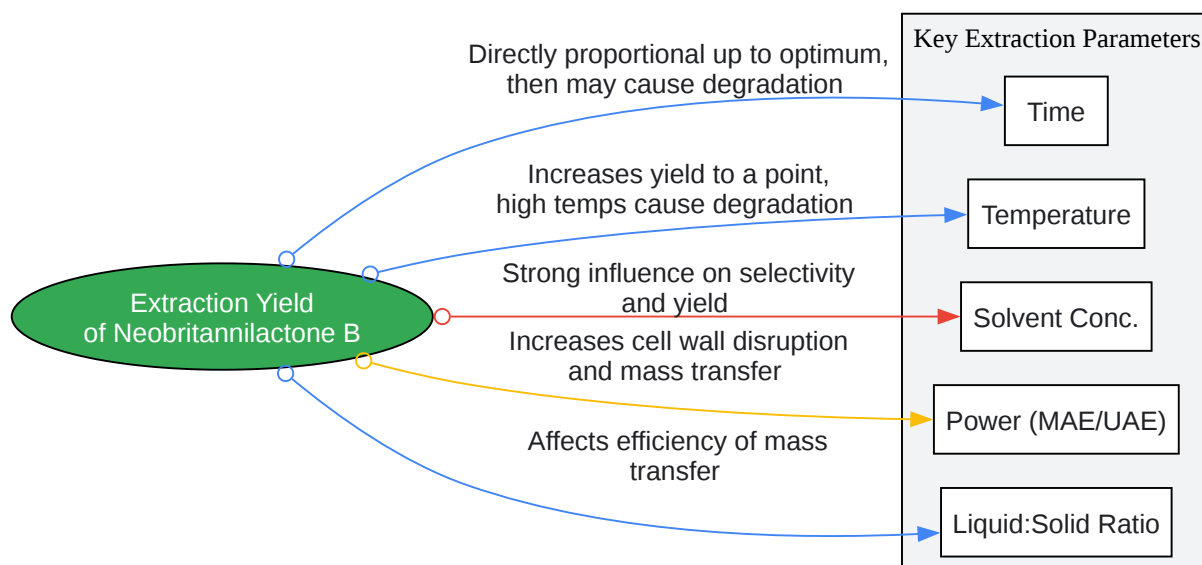 Key Extraction Parameters
Directly proportional up to optimum,
then may cause degradation
Time
Increases yield to a point,
high temps cause degradation
Temperature
Extraction Yield
of Neobritannilactone B
Strong influence on selectivity
and yield
Solvent Conc.
Increases cell wall disruption
and mass transfer
Power (MAE/UAE)
Affects efficiency of mass
transfer
Liquid:Solid Ratio